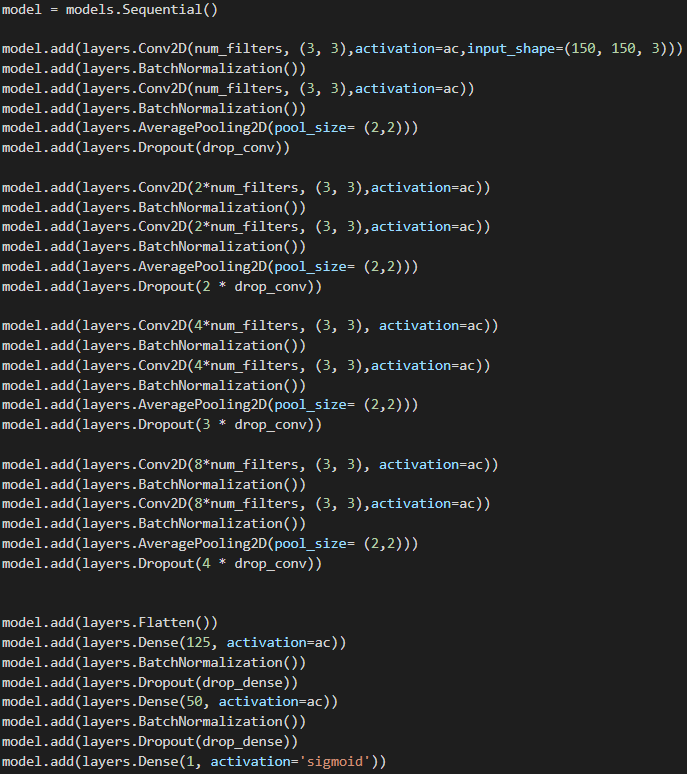 model = models.Sequential()
model.add(layers.Conv2D(num_filters, (3, 3),activation=ac,input_shape=(150, 150, 3)))
model.add(layers.BatchNormalization())
model.add(layers.Conv2D(num_filters, (3, 3),activation=ac))
model.add(layers.BatchNormalization())
model.add(layers.AveragePooling2D(pool_size= (2,2)))
model.add(layers.Dropout(drop_conv))
model.add(layers.Conv2D(2*num_filters, (3, 3),activation=ac))
model.add(layers.BatchNormalization())
model.add(layers.Conv2D(2*num_filters, (3, 3),activation=ac))
model.add(layers.BatchNormalization())
model.add(layers.AveragePooling2D(pool_size= (2,2)))
model.add(layers.Dropout(2 * drop_conv))
model.add(layers.Conv2D(4*num_filters, (3, 3), activation=ac))
model.add(layers.BatchNormalization())
model.add(layers.Conv2D(4*num_filters, (3, 3),activation=ac))
model.add(layers.BatchNormalization())
model.add(layers.AveragePooling2D(pool_size= (2,2)))
model.add(layers.Dropout(3 * drop_conv))
model.add(layers.Conv2D(8*num_filters, (3, 3), activation=ac))
model.add(layers.BatchNormalization())
model.add(layers.Conv2D(8*num_filters, (3, 3),activation=ac))
model.add(layers.BatchNormalization())
model.add(layers.AveragePooling2D(pool_size= (2,2)))
model.add(layers.Dropout(4 * drop_conv))
model.add(layers.Flatten())
model.add(layers.Dense(125, activation=ac))
model.add(layers.BatchNormalization())
model.add(layers.Dropout(drop_dense))
model.add(layers.Dense(50, activation=ac))
model.add(layers.BatchNormalization())
model.add(layers.Dropout(drop_dense))
model.add(layers.Dense(1, activation='sigmoid'))